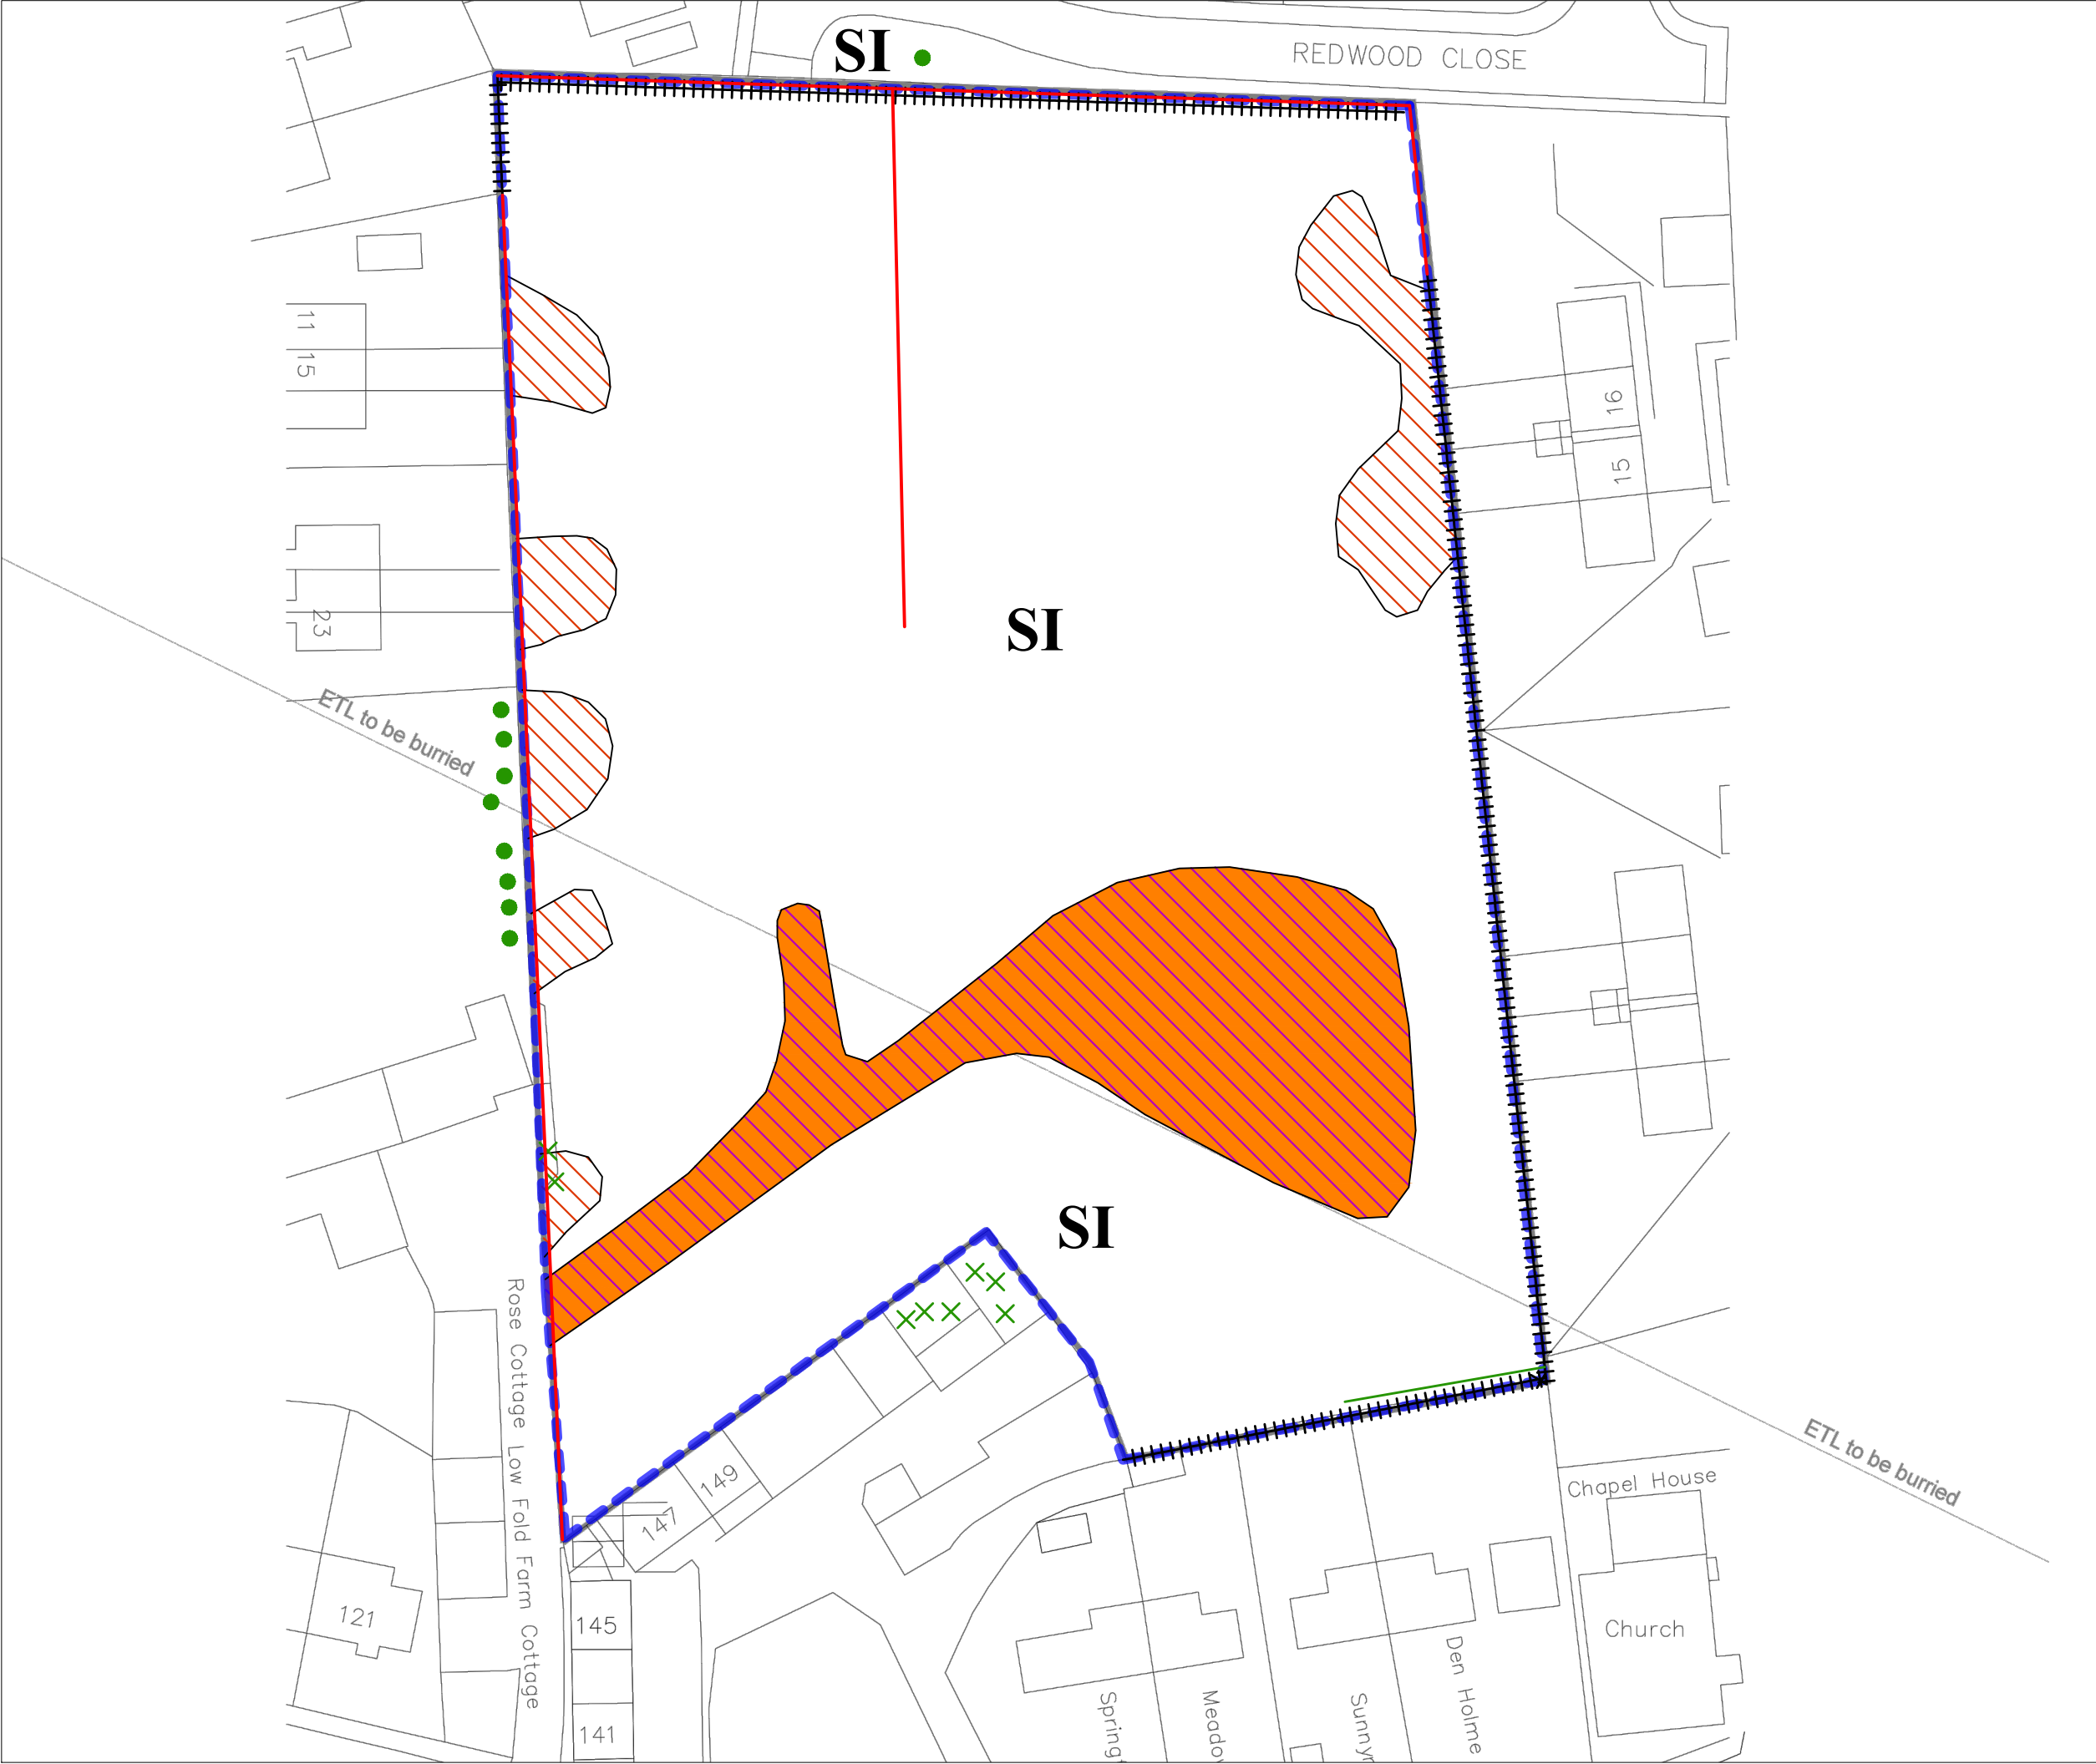 SI
REDWOOD CLOSE
11
15
16
15
23
SI
ETL to be burried
SI
Rose Cottage Low Fold Farm Cottage
149
147
ETL to be burried
Chapel House
121
145
Church
Den Holme
141
Spring
Meado
Sunny